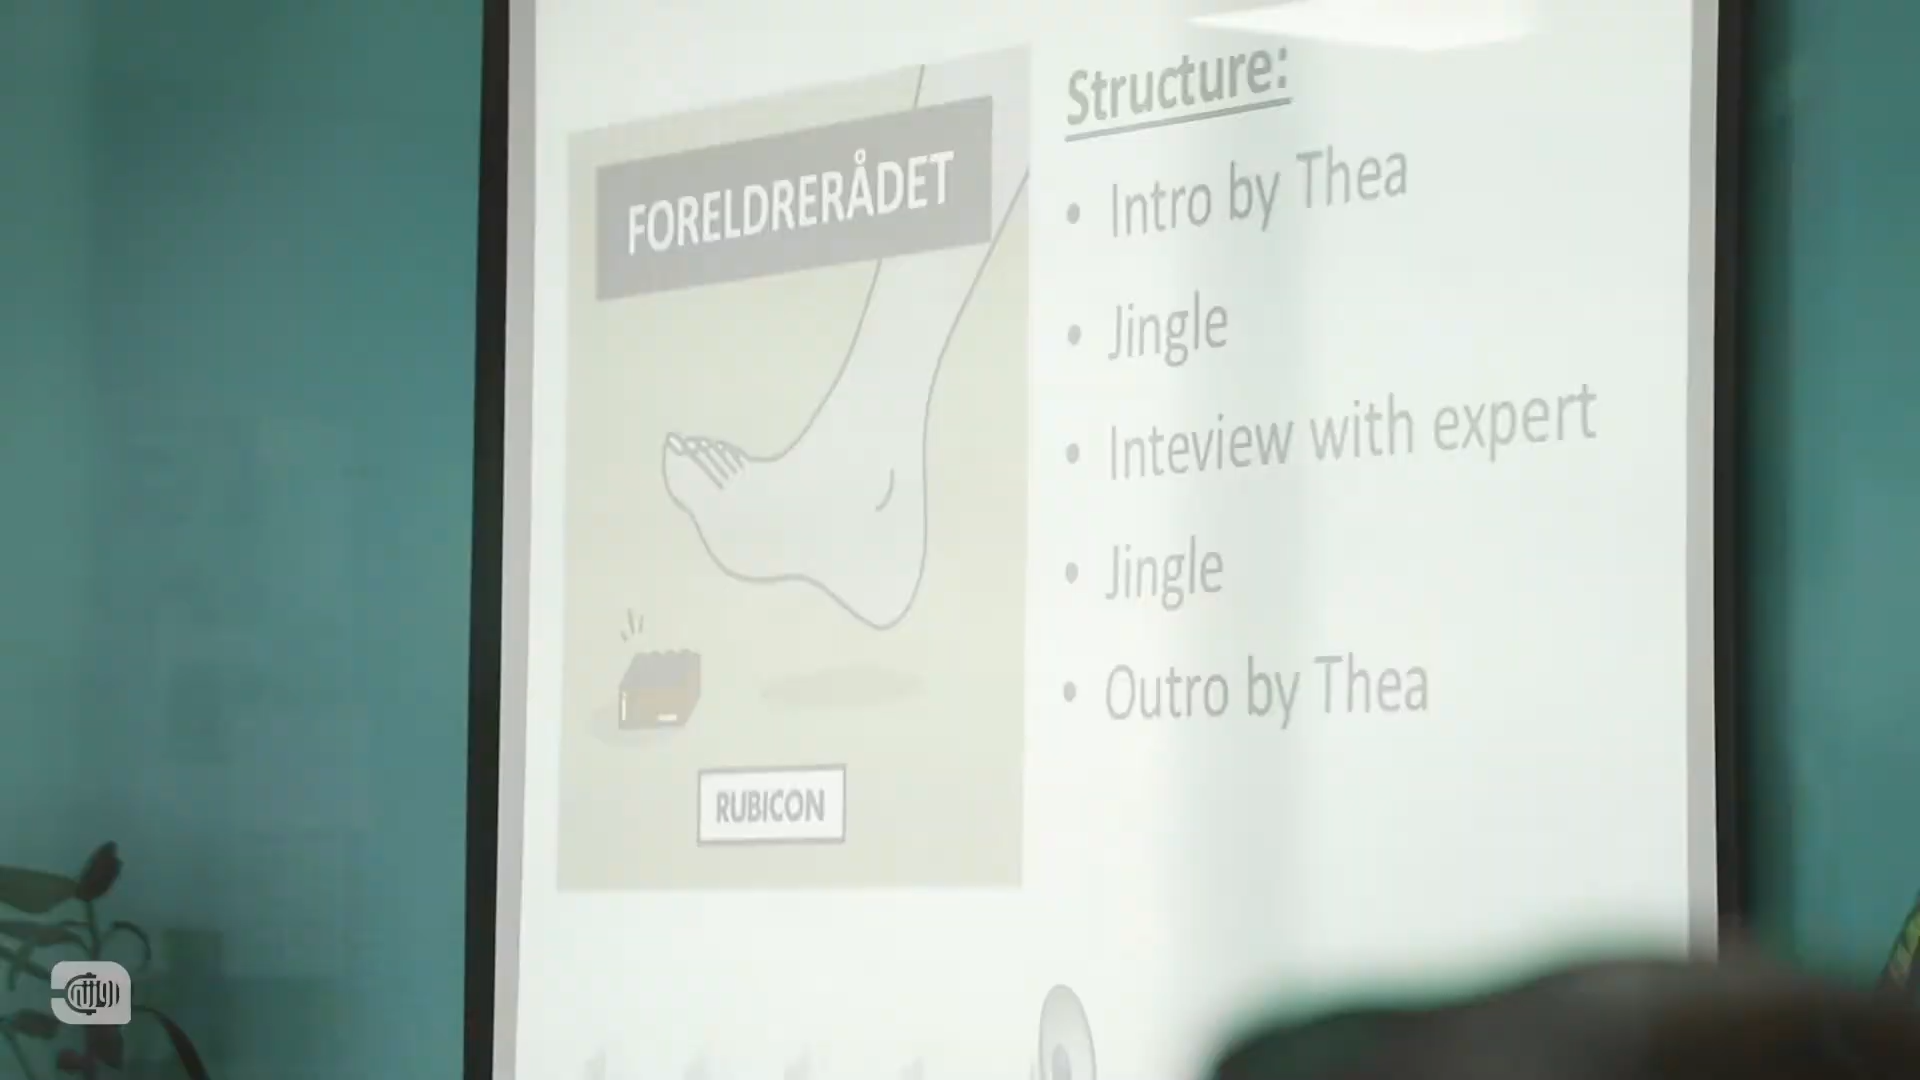 FORELDRERÅDET
RUBICON
Structure:
• Intro by Thea
• Jingle
• Inteview with expert
• Jingle
• Outro by Thea